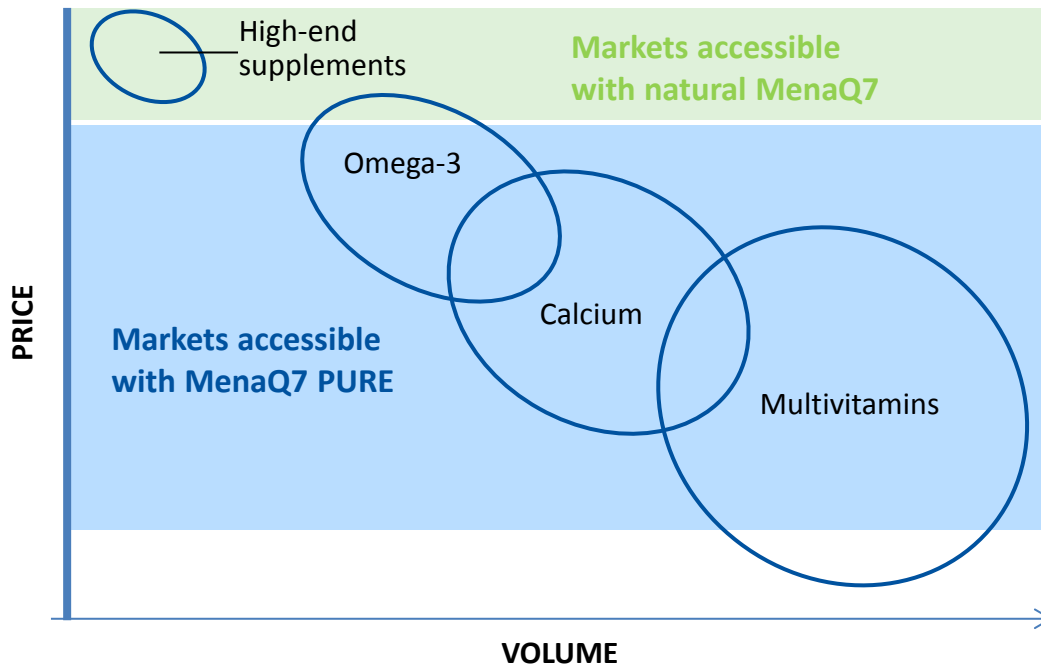 High-end
supplements
Markets accessible
with natural MenaQ7
Omega-3
Calcium
Markets accessible
with MenaQ7 PURE
Multivitamins
PRICE
VOLUME